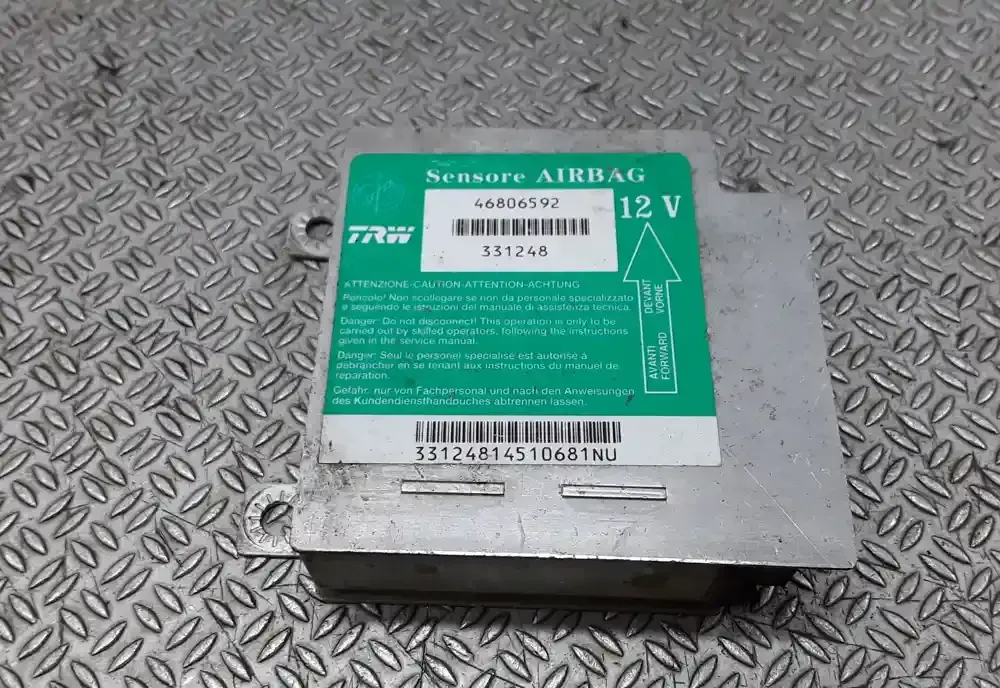 Sensore AIRBAG
46806592
12 V
TRW
331248
ATTENZIONE-CAUTION-ATTENTION-ACHTUNG
Pericolo! Non scollegare se non da personale specializzato
e seguendo le istruzioni del manuale di assistenza tecnica.
Danger: Do not disconnect! This operation is only to be
carried out by skilled operators, following the instructions
given in the service manual.
Danger: Seul le personel specialisé est autorisé à
debrancher en se tenant aux instructions du manuel de
reparation.
Gefahr: nur von Fachpersonal und nach den Anweisungen
des Kundendiensthandbuches abtrennen lassen.
AVANTI DEVANT
FORWARD VORNE
33124814510681NU